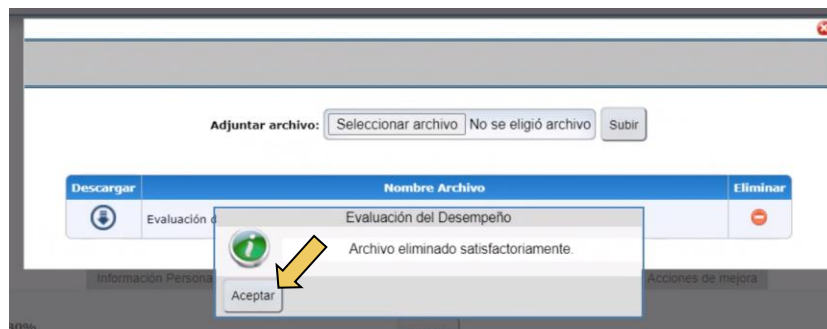 Adjuntar archivo: Seleccionar archivo No se eligió archivo Subir
Descargar Nombre Archivo Eliminar
Evaluación d
Evaluación del Desempeño
Archivo eliminado satisfactoriamente.
Aceptar
Información Persona Acciones de mejora